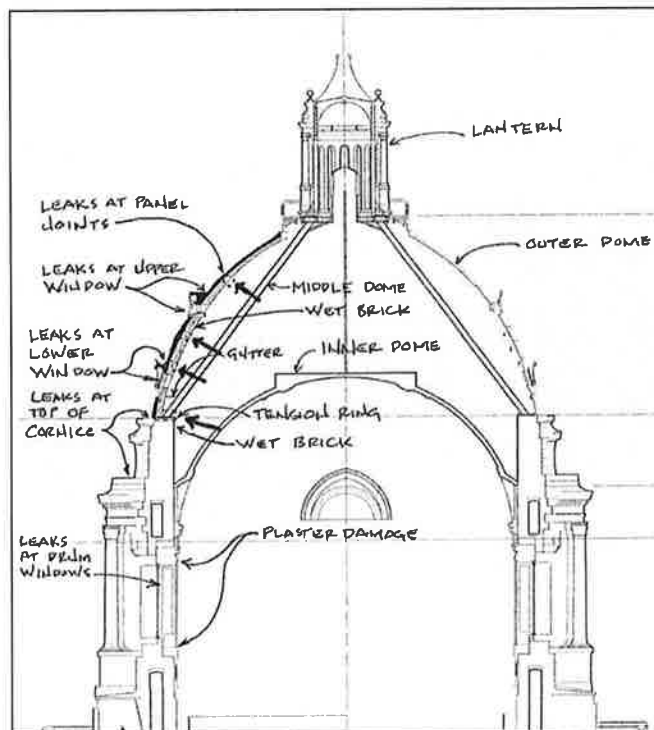 LANTERN
LEAKS AT PANEL
JOINTS
OUTER DOME
LEAKS AT UPPER
WINDOW
MIDDLE DOME
WET BRICK
LEAKS AT
LOWER
WINDOW
GUTTER
INNER DOME
LEAKS AT
TOP OF
CORNICE
TENSION RING
WET BRICK
LEAKS
AT DRUM
WINDOWS
PLASTER DAMAGE